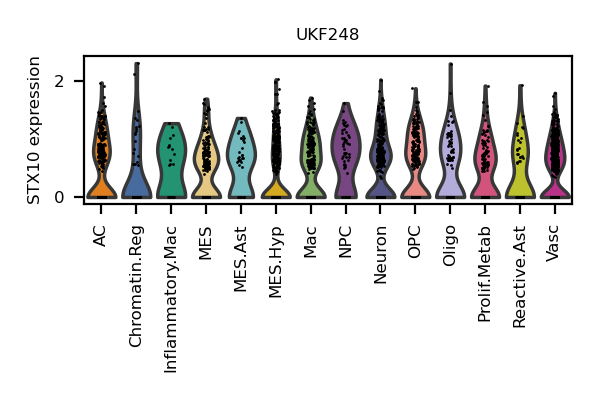 UKF248
STX10 expression
2
0
AC
Chromatin.Reg
Inflammatory.Mac
MES
MES.Ast
MES.Hyp
Mac
NPC
Neuron
OPC
Oligo
Prolif.Metab
Reactive.Ast
Vasc